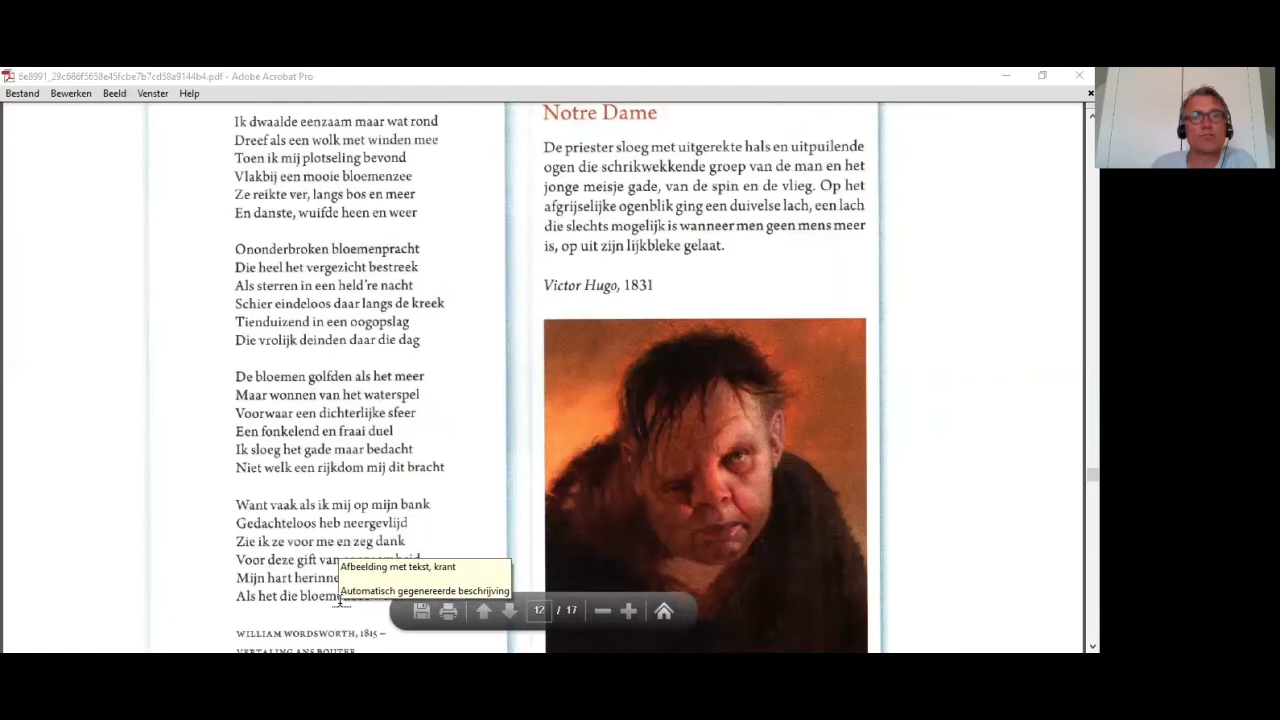 6e8991_29c686f5658e45fcbe7b7cd58a9144b4.pdf - Adobe Acrobat Pro
Bestand Bewerken Beeld Venster Help
Ik dwaalde eenzaam maar wat rond
Dreef als een wolk met winden mee
Toen ik mij plotseling bevond
Vlakbij een mooie bloemenzee
Ze reikte ver, langs bos en meer
En danste, wuifde heen en weer
Ononderbroken bloemenpracht
Die heel het vergezicht bestreek
Als sterren in een held're nacht
Schier eindeloos daar langs de kreek
Tienduizend in een oogopslag
Die vrolijk deinden daar die dag
De bloemen golfden als het meer
Maar wonnen van het waterspel
Voorwaar een dichterlijke sfeer
Een fonkelend en fraai duel
Ik sloeg het gade maar bedacht
Niet welk een rijkdom mij dit bracht
Want vaak als ik mij op mijn bank
Gedachteloos heb neergevlijd
Zie ik ze voor me en zeg dank
Voor deze gift van
Mijn hart
Als het die
WILLIAM WORDSWORTH, 1815 –
VERTALING ANS BOUTER
Notre Dame
De priester sloeg met uitgerekte hals en uitpuilende
ogen die schrikwekkende groep van de man en het
jonge meisje gade, van de spin en de vlieg. Op het
afgrijselijke ogenblik ging een duivelse lach, een lach
die slechts mogelijk is wanneer men geen mens meer
is, op uit zijn lijkbleke gelaat.
Victor Hugo, 1831
Afbeelding met tekst, krant
Automatisch gegenereerde beschrijving
12 / 17